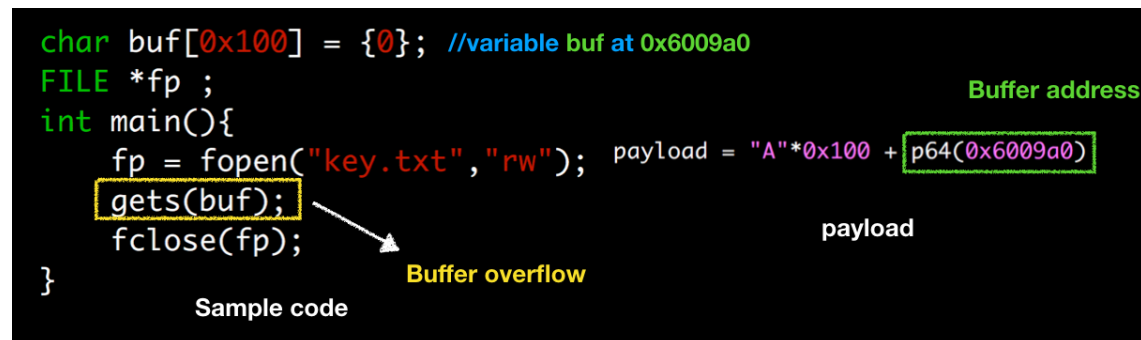 char buf[0x100] = {0}; //variable buf at 0x6009a0
FILE *fp ;
Buffer address
int main(){
fp = fopen("key.txt","rw"); payload = "A"*0x100 + p64(0x6009a0)
gets(buf);
payload
fclose(fp);
Buffer overflow
}
Sample code